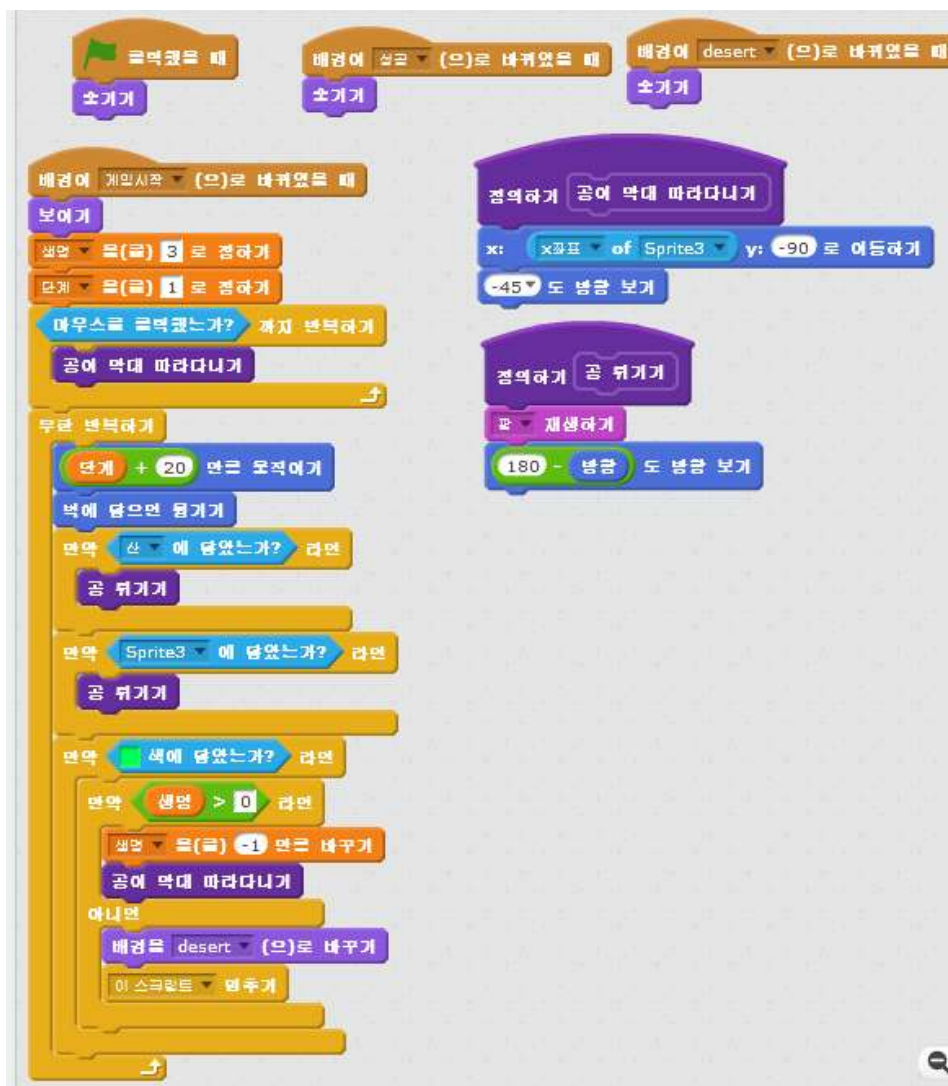 클릭했을 때
숨기기
배경이 성공 (으)로 바뀌었을 때
숨기기
배경이 desert (으)로 바뀌었을 때
숨기기
배경이 게임시작 (으)로 바뀌었을 때
보이기
생명 을(를) 3 로 정하기
단계 을(를) 1 로 정하기
마우스를 클릭했는가? 까지 반복하기
공이 막대 따라다니기
무한 반복하기
단계 + 20 만큼 움직이기
벽에 닿으면 튕기기
만약 산 에 닿았는가? 라면
공 튀기기
만약 Sprite3 에 닿았는가? 라면
공 튀기기
만약 색에 닿았는가? 라면
만약 생명 > 0 라면
생명 을(를) -1 만큼 바꾸기
공이 막대 따라다니기
아니면
배경을 desert (으)로 바꾸기
이 스크립트 멈추기
정의하기 공이 막대 따라다니기
x: x좌표 of Sprite3 y: -90 로 이동하기
-45 도 방향 보기
정의하기 공 튀기기
팝 재생하기
180 - 방향 도 방향 보기